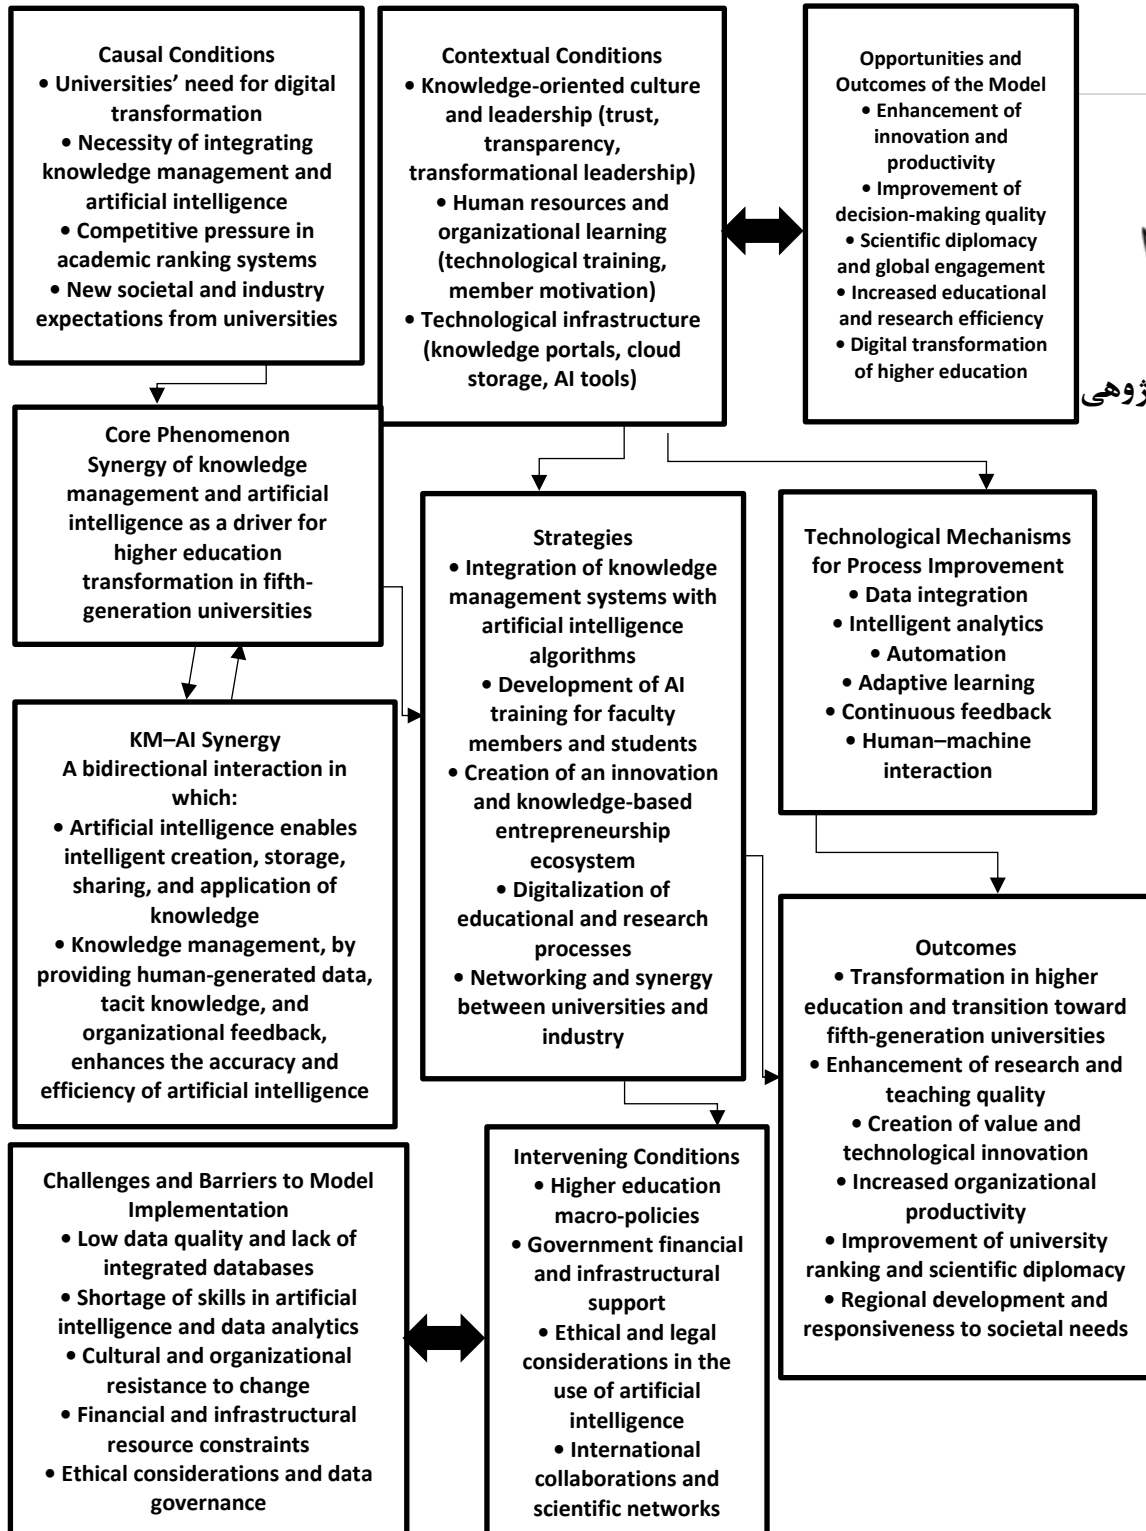 Causal Conditions
• Universities’ need for digital
transformation
• Necessity of integrating
knowledge management and
artificial intelligence
• Competitive pressure in
academic ranking systems
• New societal and industry
expectations from universities
Contextual Conditions
• Knowledge-oriented culture
and leadership (trust,
transparency,
transformational leadership)
• Human resources and
organizational learning
(technological training,
member motivation)
• Technological infrastructure
(knowledge portals, cloud
storage, AI tools)
Opportunities and
Outcomes of the Model
• Enhancement of
innovation and
productivity
• Improvement of
decision-making quality
• Scientific diplomacy
and global engagement
• Increased educational
and research efficiency
• Digital transformation
of higher education
Core Phenomenon
Synergy of knowledge
management and artificial
intelligence as a driver for
higher education
transformation in fifth-
generation universities
Strategies
• Integration of knowledge
management systems with
artificial intelligence
algorithms
• Development of AI
training for faculty
members and students
• Creation of an innovation
and knowledge-based
entrepreneurship
ecosystem
• Digitalization of
educational and research
processes
• Networking and synergy
between universities and
industry
Technological Mechanisms
for Process Improvement
• Data integration
• Intelligent analytics
• Automation
• Adaptive learning
• Continuous feedback
• Human–machine
interaction
KM–AI Synergy
A bidirectional interaction in
which:
• Artificial intelligence enables
intelligent creation, storage,
sharing, and application of
knowledge
• Knowledge management, by
providing human-generated data,
tacit knowledge, and
organizational feedback,
enhances the accuracy and
efficiency of artificial intelligence
Outcomes
• Transformation in higher
education and transition toward
fifth-generation universities
• Enhancement of research and
teaching quality
• Creation of value and
technological innovation
• Increased organizational
productivity
• Improvement of university
ranking and scientific diplomacy
• Regional development and
responsiveness to societal needs
Challenges and Barriers to Model
Implementation
• Low data quality and lack of
integrated databases
• Shortage of skills in artificial
intelligence and data analytics
• Cultural and organizational
resistance to change
• Financial and infrastructural
resource constraints
• Ethical considerations and data
governance
Intervening Conditions
• Higher education
macro-policies
• Government financial
and infrastructural
support
• Ethical and legal
considerations in the
use of artificial
intelligence
• International
collaborations and
scientific networks